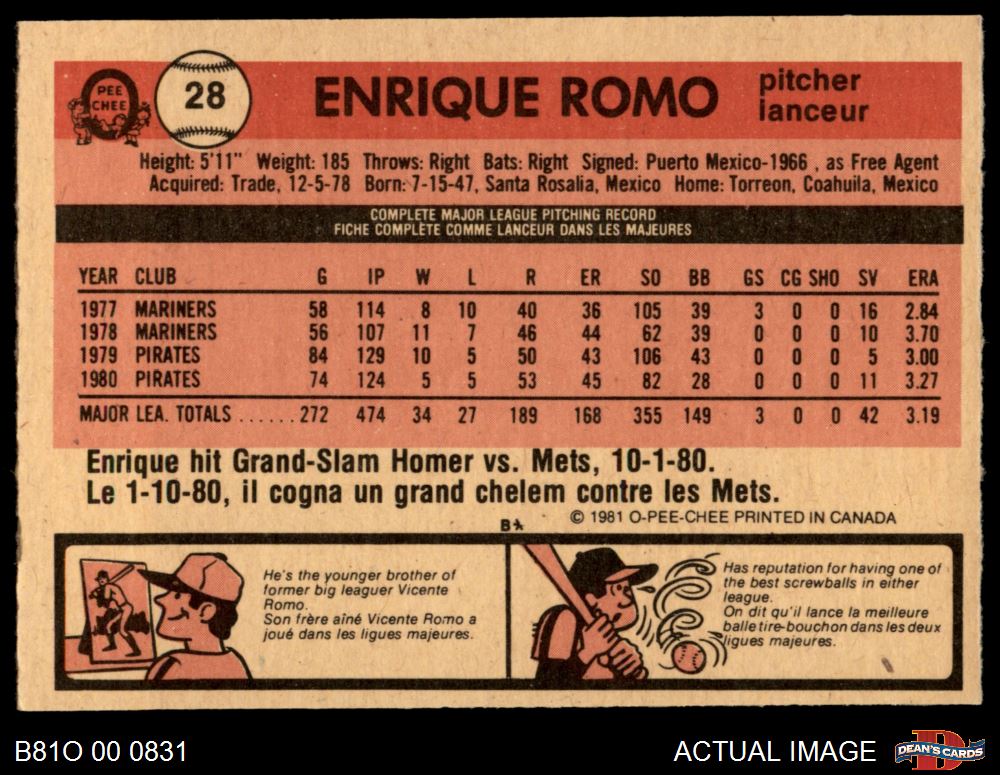 PEE
CHEE
28
ENRIQUE ROMO
pitcher
lanceur
Height: 5'11" Weight: 185 Throws: Right Bats: Right Signed: Puerto Mexico-1966 , as Free Agent
Acquired: Trade, 12-5-78 Born: 7-15-47, Santa Rosalia, Mexico Home: Torreon, Coahuila, Mexico
COMPLETE MAJOR LEAGUE PITCHING RECORD
FICHE COMPLÈTE COMME LANCEUR DANS LES MAJEURES
YEAR CLUB G IP W L R ER SO BB GS CG SHO SV ERA
1977 MARINERS 58 114 8 10 40 36 105 39 3 0 0 16 2.84
1978 MARINERS 56 107 11 7 46 44 62 39 0 0 0 10 3.70
1979 PIRATES 84 129 10 5 50 43 106 43 0 0 0 5 3.00
1980 PIRATES 74 124 5 5 53 45 82 28 0 0 0 11 3.27
MAJOR LEA. TOTALS ...... 272 474 34 27 189 168 355 149 3 0 0 42 3.19
Enrique hit Grand-Slam Homer vs. Mets, 10-1-80.
Le 1-10-80, il cogna un grand chelem contre les Mets.
B* © 1981 O-PEE-CHEE PRINTED IN CANADA
He's the younger brother of
former big leaguer Vicente
Romo.
Son frère aîné Vicente Romo a
joué dans les ligues majeures.
Has reputation for having one of
the best screwballs in either
league.
On dit qu'il lance la meilleure
balle tire-bouchon dans les deux
ligues majeures.
B81O 00 0831
ACTUAL IMAGE
DEAN'S CARDS